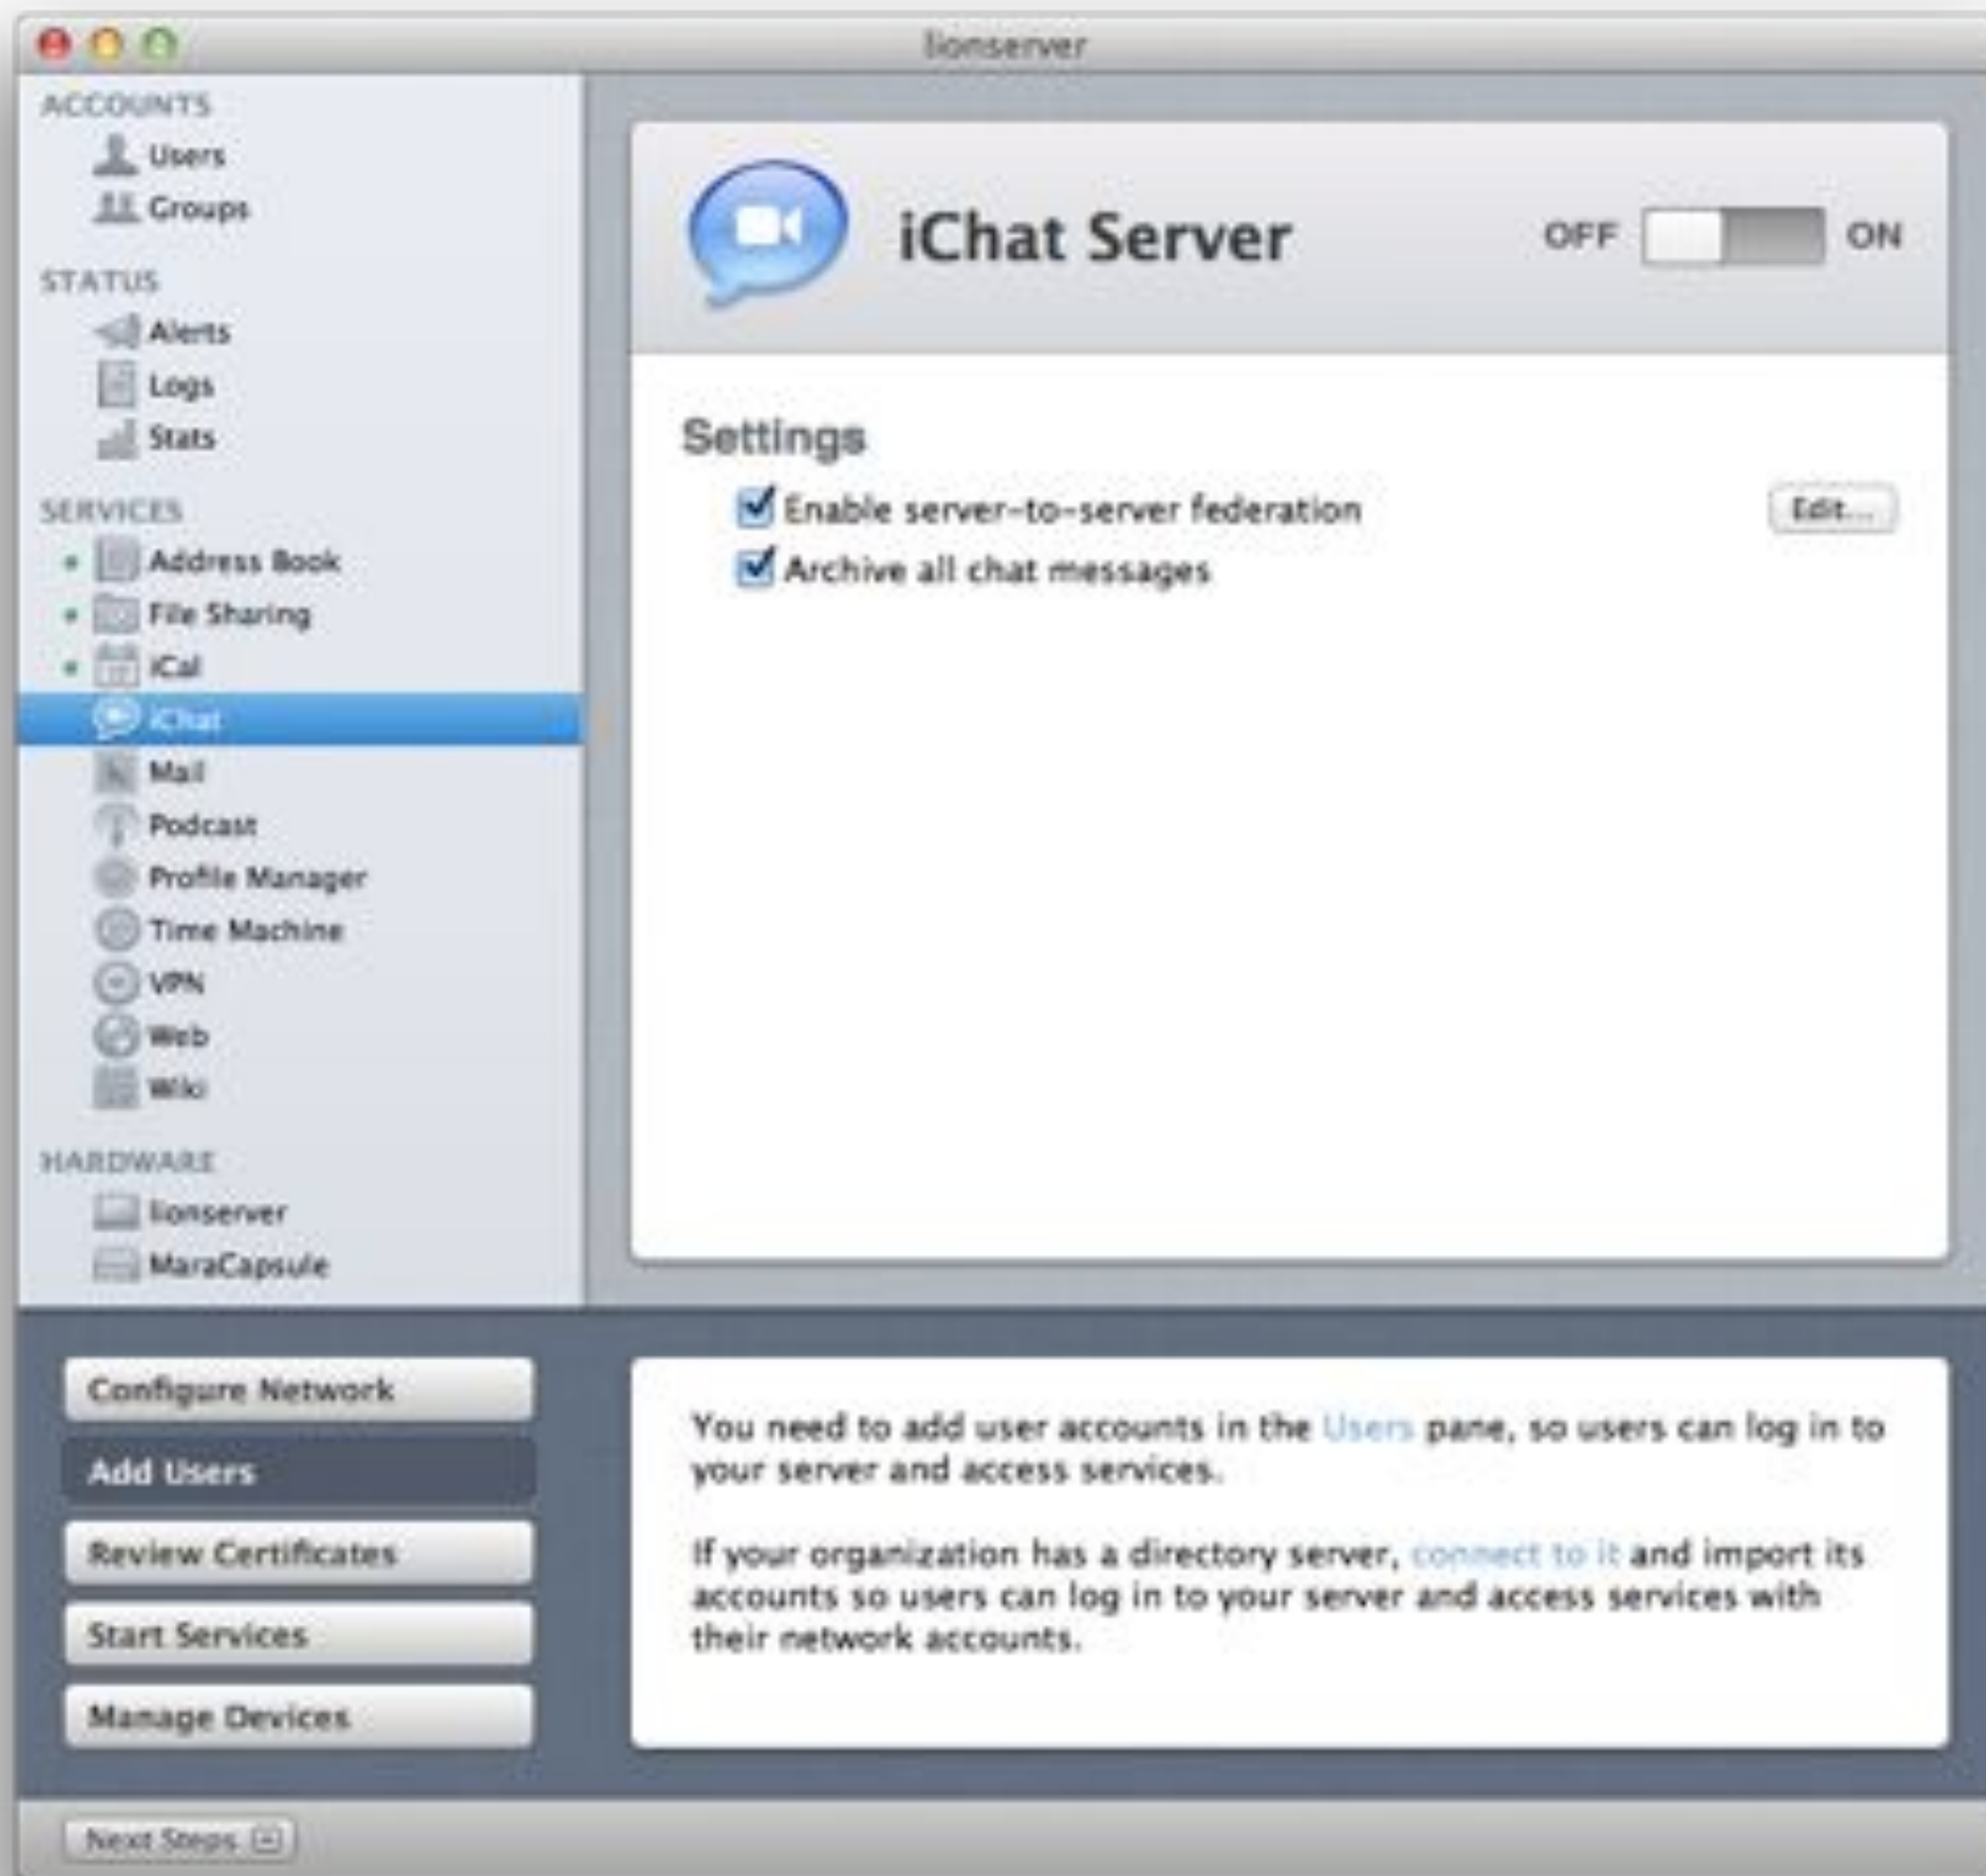 lionserver
ACCOUNTS
Users
Groups
STATUS
Alerts
Logs
Stats
SERVICES
Address Book
File Sharing
iCal
iChat
Mail
Podcast
Profile Manager
Time Machine
VPN
Web
Wiki
HARDWARE
lionserver
MaraCapsule
iChat Server
OFF ON
Settings
Enable server-to-server federation
Edit...
Archive all chat messages
Configure Network
Add Users
Review Certificates
Start Services
Manage Devices
You need to add user accounts in the Users pane, so users can log in to
your server and access services.
If your organization has a directory server, connect to it and import its
accounts so users can log in to your server and access services with
their network accounts.
Next Steps